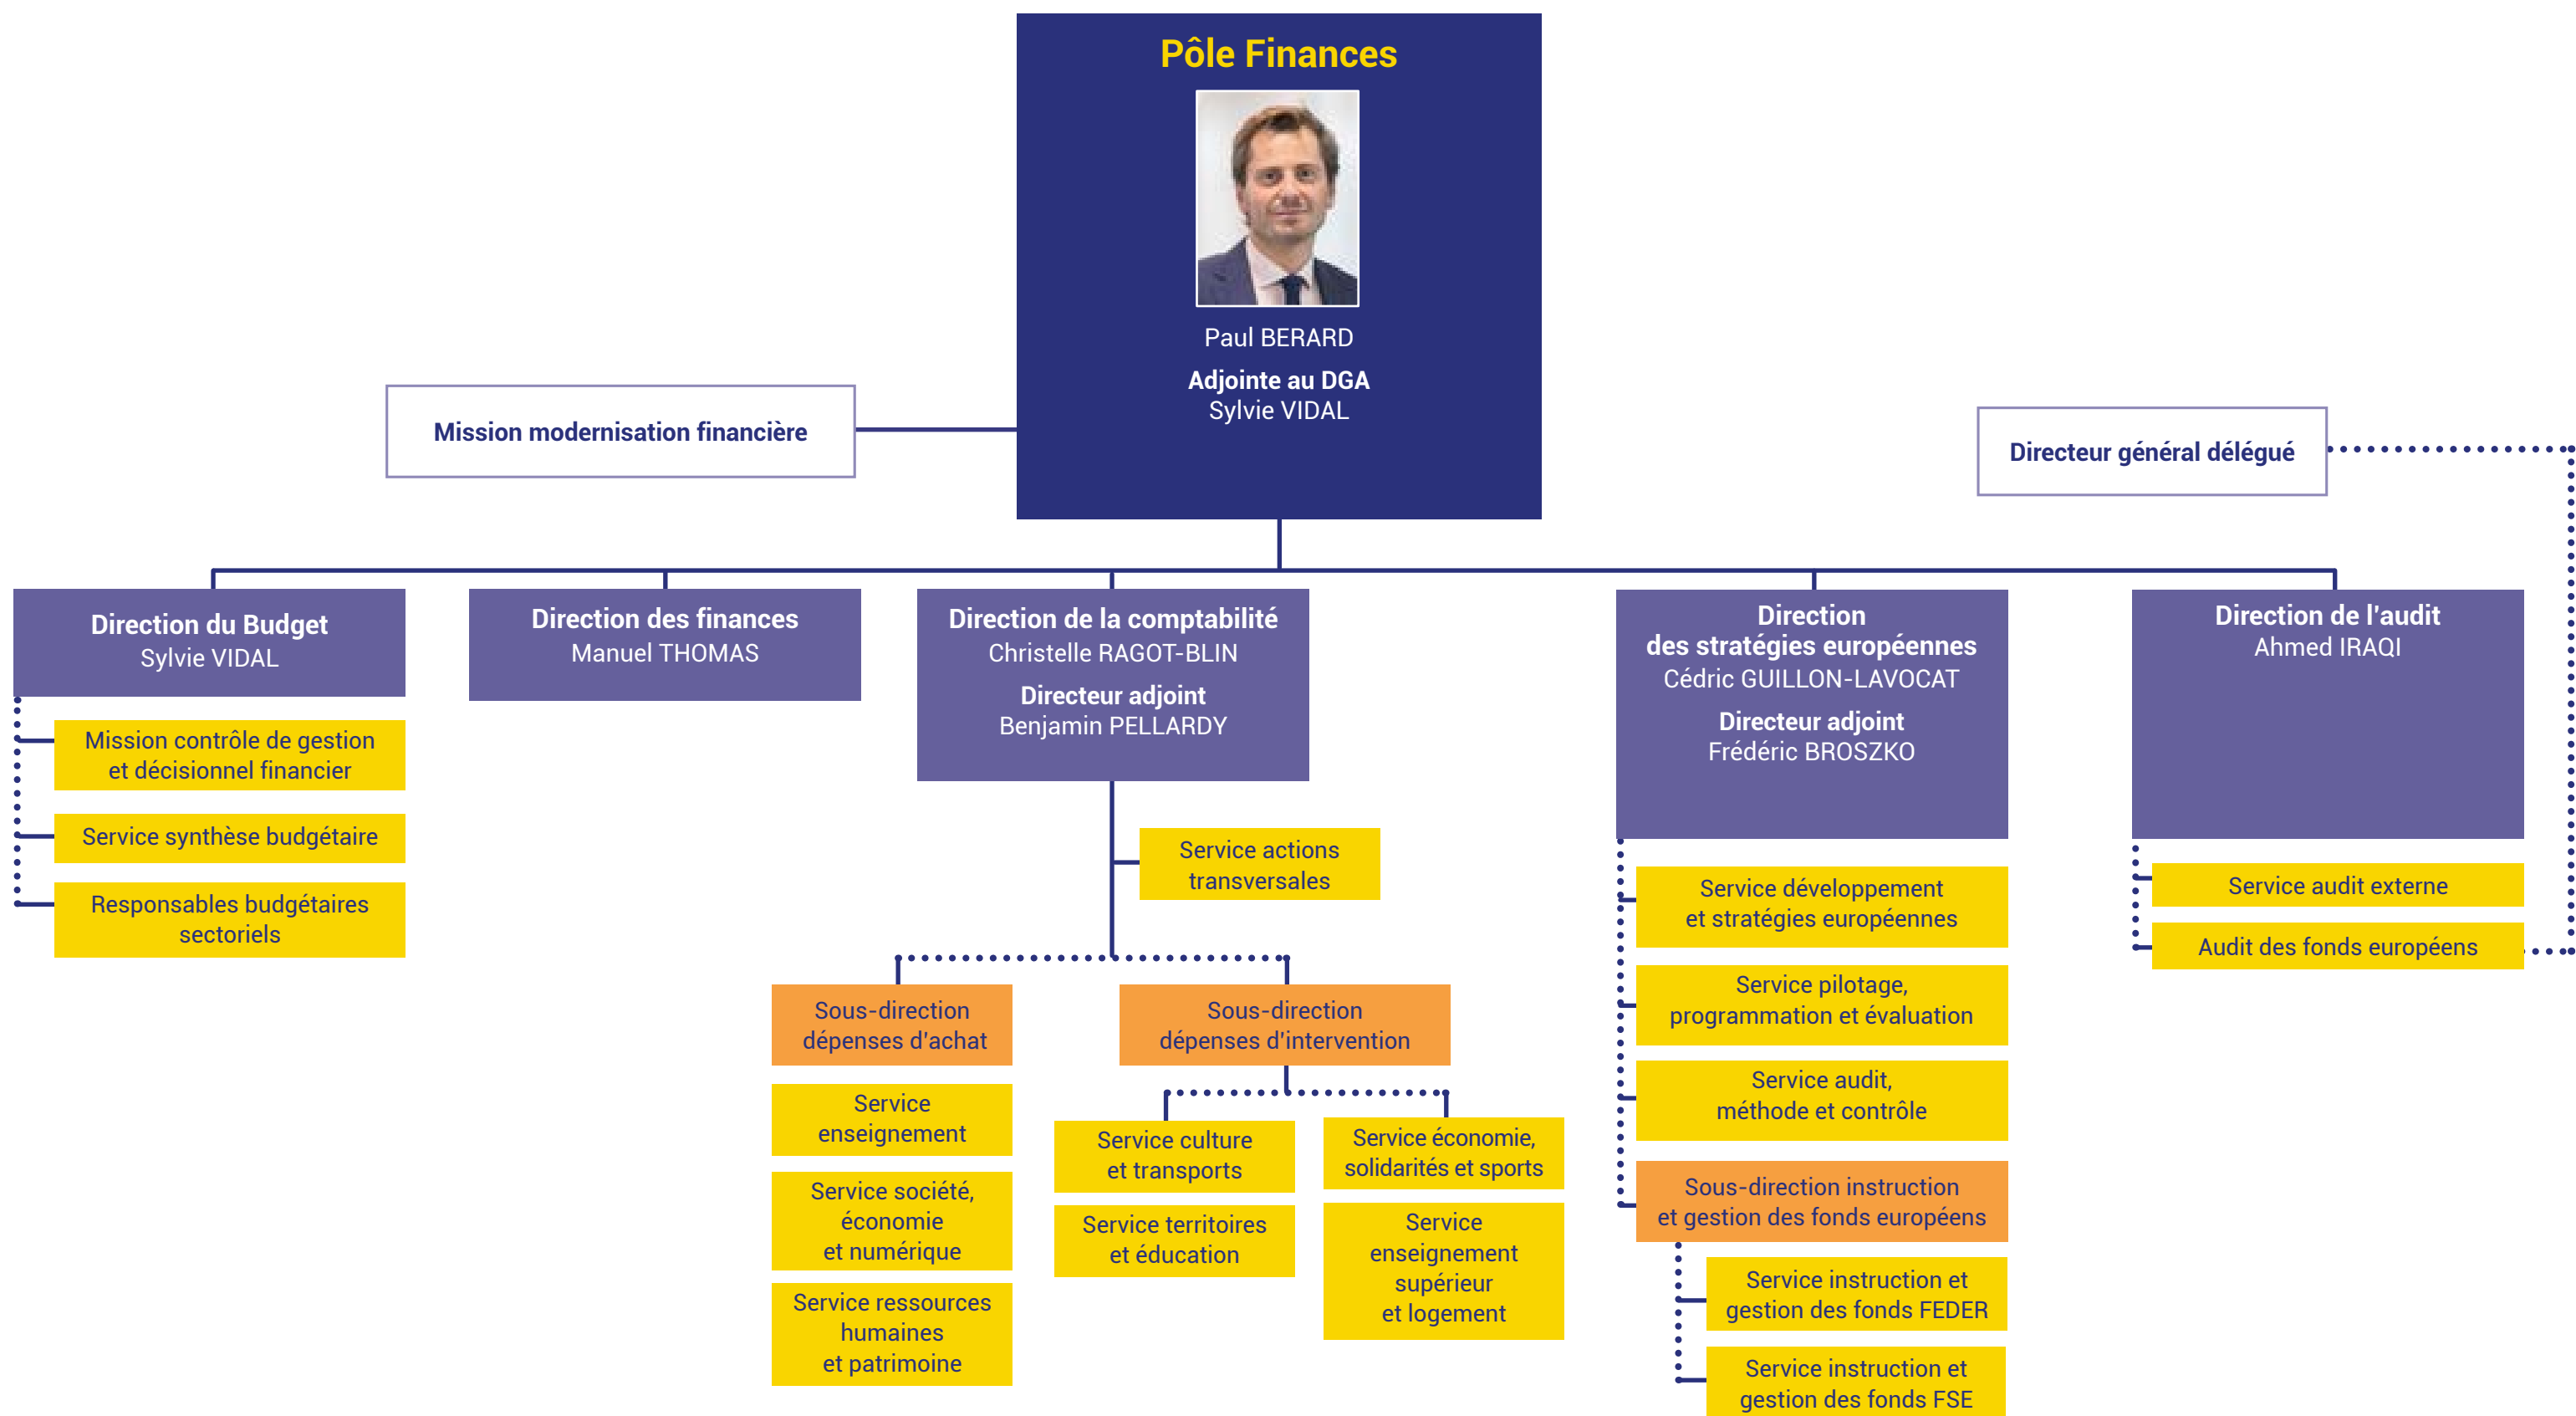 Pôle Finances
Paul BERARD
Adjointe au DGA
Sylvie VIDAL
Mission modernisation financière
Directeur général délégué
Direction du Budget
Sylvie VIDAL
Mission contrôle de gestion
et décisionnel financier
Service synthèse budgétaire
Responsables budgétaires
sectoriels
Direction des finances
Manuel THOMAS
Direction de la comptabilité
Christelle RAGOT-BLIN
Directeur adjoint
Benjamin PELLARDY
Service actions
transversales
Sous-direction
dépenses d'achat
Service
enseignement
Service société,
économie
et numérique
Service ressources
humaines
et patrimoine
Sous-direction
dépenses d'intervention
Service culture
et transports
Service territoires
et éducation
Service économie,
solidarités et sports
Service
enseignement
supérieur
et logement
Direction
des stratégies européennes
Cédric GUILLON-LAVOCAT
Directeur adjoint
Frédéric BROSZKO
Service développement
et stratégies européennes
Service pilotage,
programmation et évaluation
Service audit,
méthode et contrôle
Sous-direction instruction
et gestion des fonds européens
Service instruction et
gestion des fonds FEDER
Service instruction et
gestion des fonds FSE
Direction de l'audit
Ahmed IRAQI
Service audit externe
Audit des fonds européens